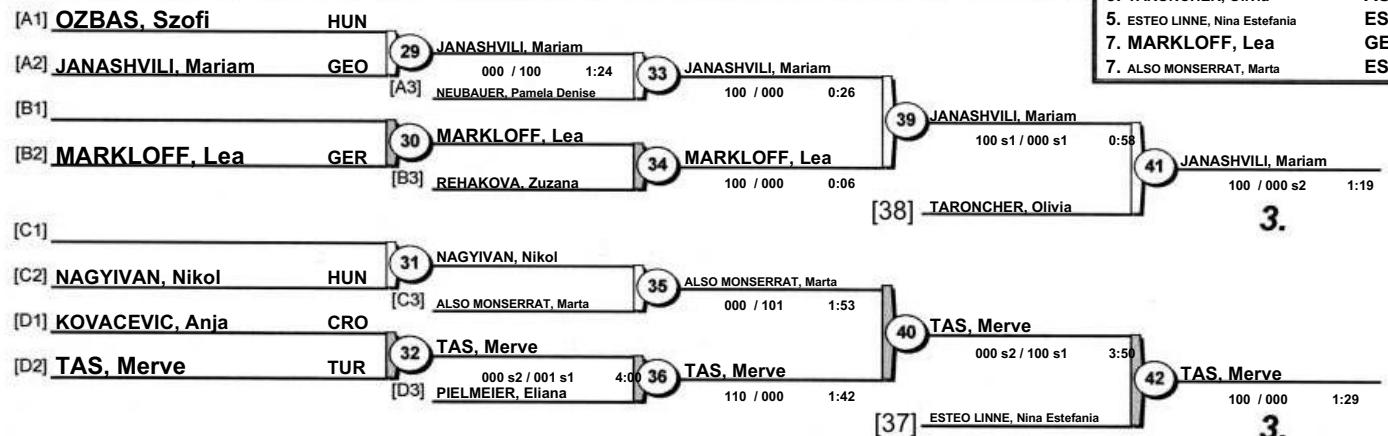 5. ESTEO LINNE, Nina Estefania ES
7. MARKLOFF, Lea GE
7. ALSO MONSERRAT, Marta ES
[A1] OZBAS, Szofi HUN
29 JANASHVILI, Mariam
[A2] JANASHVILI, Mariam GEO
000 / 100 1:24
33 JANASHVILI, Mariam
[A3] NEUBAUER, Pamela Denise
100 / 000 0:26
[B1]
39 JANASHVILI, Mariam
30 MARKLOFF, Lea
100 s1 / 000 s1 0:58
[B2] MARKLOFF, Lea GER
34 MARKLOFF, Lea
41 JANASHVILI, Mariam
[B3] REHAKOVA, Zuzana
100 / 000 0:06
100 / 000 s2 1:19
[38] TARONCHER, Olivia
3.
[C1]
31 NAGYIVAN, Nikol
[C2] NAGYIVAN, Nikol HUN
35 ALSO MONSERRAT, Marta
[C3] ALSO MONSERRAT, Marta
000 / 101 1:53
[D1] KOVACEVIC, Anja CRO
40 TAS, Merve
32 TAS, Merve
000 s2 / 100 s1 3:50
[D2] TAS, Merve TUR
000 s2 / 001 s1 4:00
36 TAS, Merve
42 TAS, Merve
[D3] PIELMEIER, Eliana
110 / 000 1:42
100 / 000 1:29
[37] ESTEO LINNE, Nina Estefania
3.